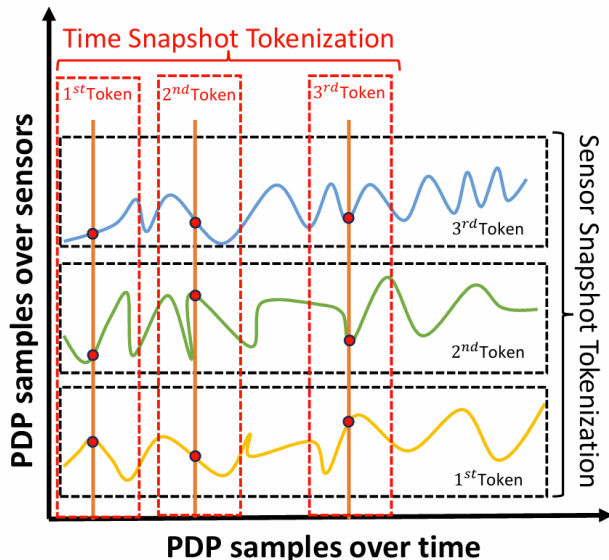 Time Snapshot Tokenization
1ˢᵗToken
2ⁿᵈToken
3ʳᵈToken
PDP samples over sensors
3ʳᵈToken
2ⁿᵈToken
1ˢᵗToken
Sensor Snapshot Tokenization
PDP samples over time